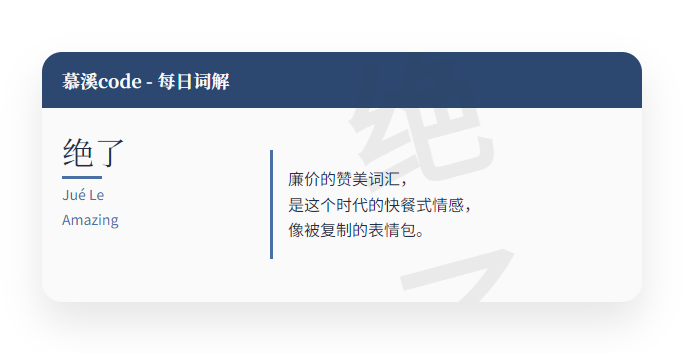 慕溪code - 每日词解
绝了
Jué Le
Amazing
廉价的赞美词汇，
是这个时代的快餐式情感，
像被复制的表情包。
绝
了